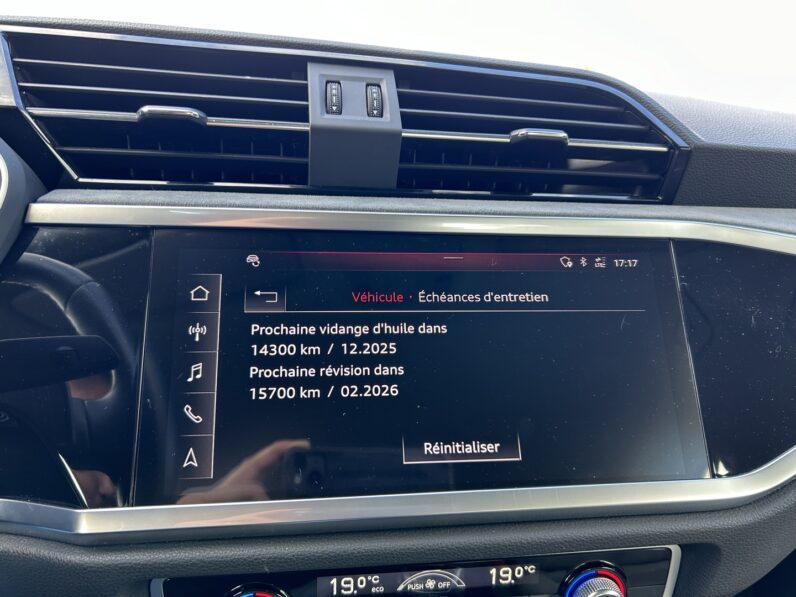 17:17
LTE
Véhicule · Échéances d'entretien
Prochaine vidange d'huile dans
14300 km / 12.2025
Prochaine révision dans
15700 km / 02.2026
Réinitialiser
19.0°C
eco
PUSH OFF
19.0°C